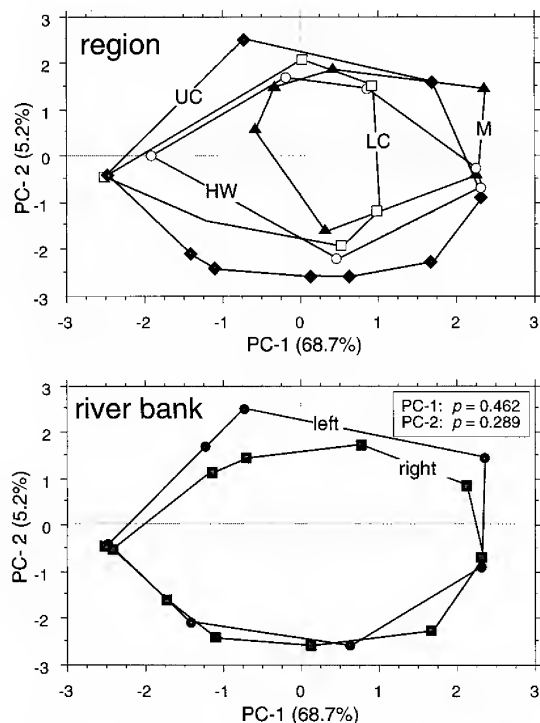 region
3
2
1
0
-1
-2
-3
PC- 2 (5.2%)
UC
LC
M
HW
-3 -2 -1 0 1 2 3
PC-1 (68.7%)
river bank
3
2
1
0
-1
-2
-3
PC- 2 (5.2%)
left
right
PC-1: p = 0.462
PC-2: p = 0.289
-3 -2 -1 0 1 2 3
PC-1 (68.7%)